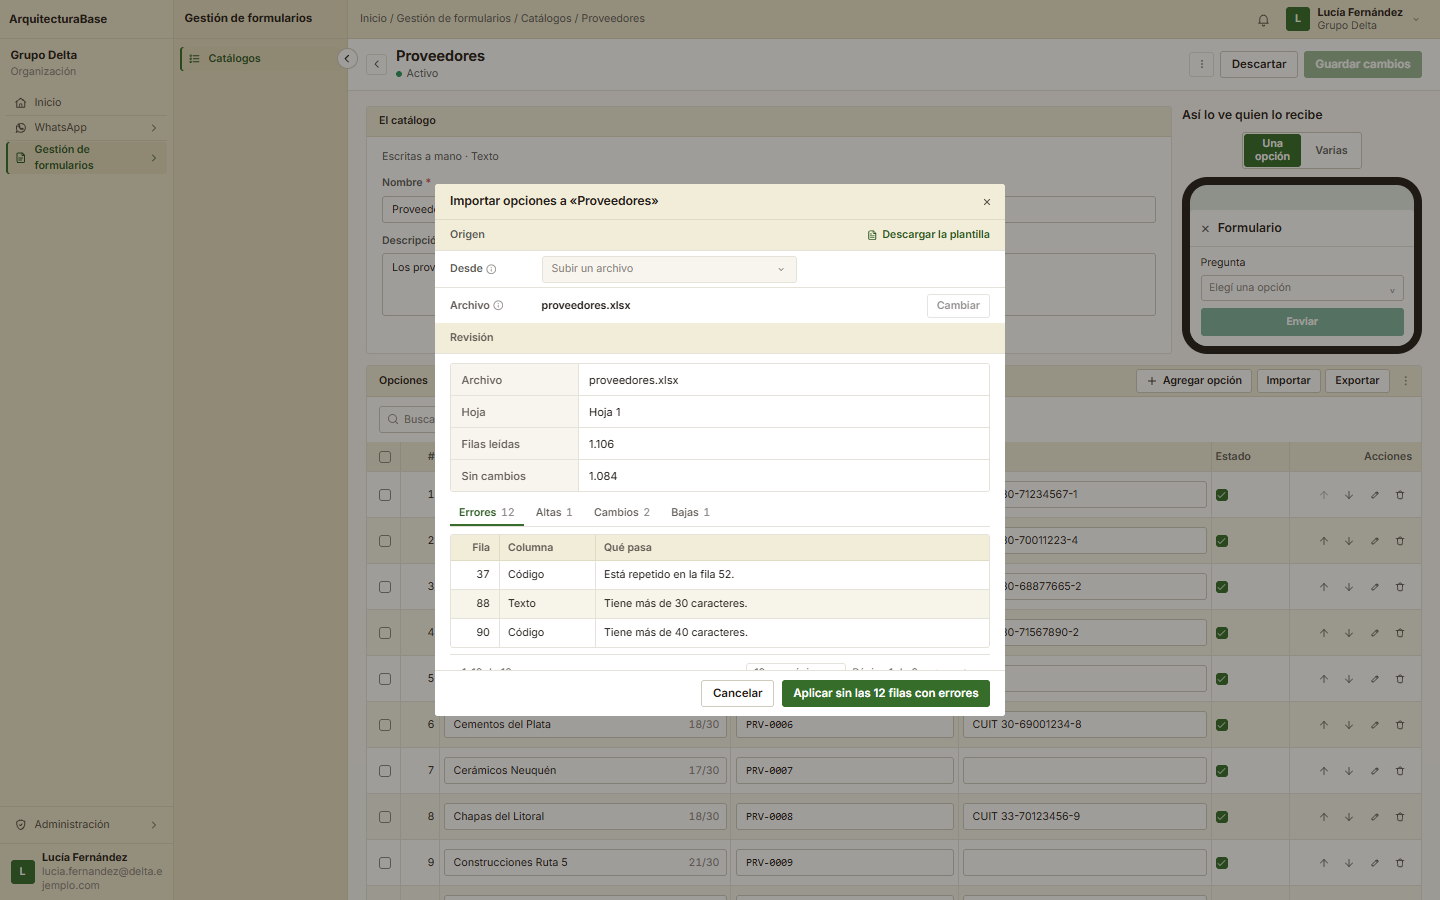 ArquitecturaBase
Gestión de formularios
Inicio / Gestión de formularios / Catálogos / Proveedores
L
Lucía Fernández
Grupo Delta
Grupo Delta
Organización
Catálogos
Inicio
WhatsApp
Gestión de
formularios
Proveedores
Activo
Descartar
Guardar cambios
El catálogo
Escritas a mano · Texto
Nombre *
Así lo ve quien lo recibe
Una
opción
Varias
Formulario
Pregunta
Elegí una opción
Enviar
Importar opciones a «Proveedores»
Origen
Descargar la plantilla
Desde
Subir un archivo
Archivo
proveedores.xlsx
Cambiar
Revisión
Archivo
proveedores.xlsx
Hoja
Hoja 1
Filas leídas
1.106
Sin cambios
1.084
Errores 12
Altas 1
Cambios 2
Bajas 1
Fila
Columna
Qué pasa
37
Código
Está repetido en la fila 52.
88
Texto
Tiene más de 30 caracteres.
90
Código
Tiene más de 40 caracteres.
Cancelar
Aplicar sin las 12 filas con errores
Opciones
Agregar opción
Importar
Exportar
#
Estado
Acciones
1
30-71234567-1
2
30-70011223-4
3
30-68877665-2
4
30-71567890-2
5
6
Cementos del Plata
18/30
PRV-0006
CUIT 30-69001234-8
7
Cerámicos Neuquén
17/30
PRV-0007
8
Chapas del Litoral
18/30
PRV-0008
CUIT 33-70123456-9
9
Construcciones Ruta 5
21/30
PRV-0009
Administración
L
Lucía Fernández
lucia.fernandez@delta.e
jemplo.com